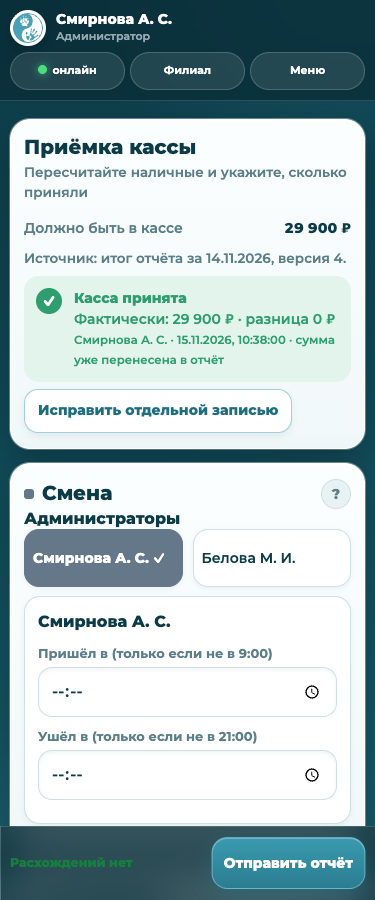 Смирнова А. С.
Администратор
онлайн
Филиал
Меню
Приёмка кассы
Пересчитайте наличные и укажите, сколько
приняли
Должно быть в кассе 29 900 ₽
Источник: итог отчёта за 14.11.2026, версия 4.
Касса принята
Фактически: 29 900 ₽ · разница 0 ₽
Смирнова А. С. · 15.11.2026, 10:38:00 · сумма
уже перенесена в отчёт
Исправить отдельной записью
Смена
?
Администраторы
Смирнова А. С. ✓
Белова М. И.
Смирнова А. С.
Пришёл в (только если не в 9:00)
--:--
Ушёл в (только если не в 21:00)
--:--
Расхождений нет
Отправить отчёт